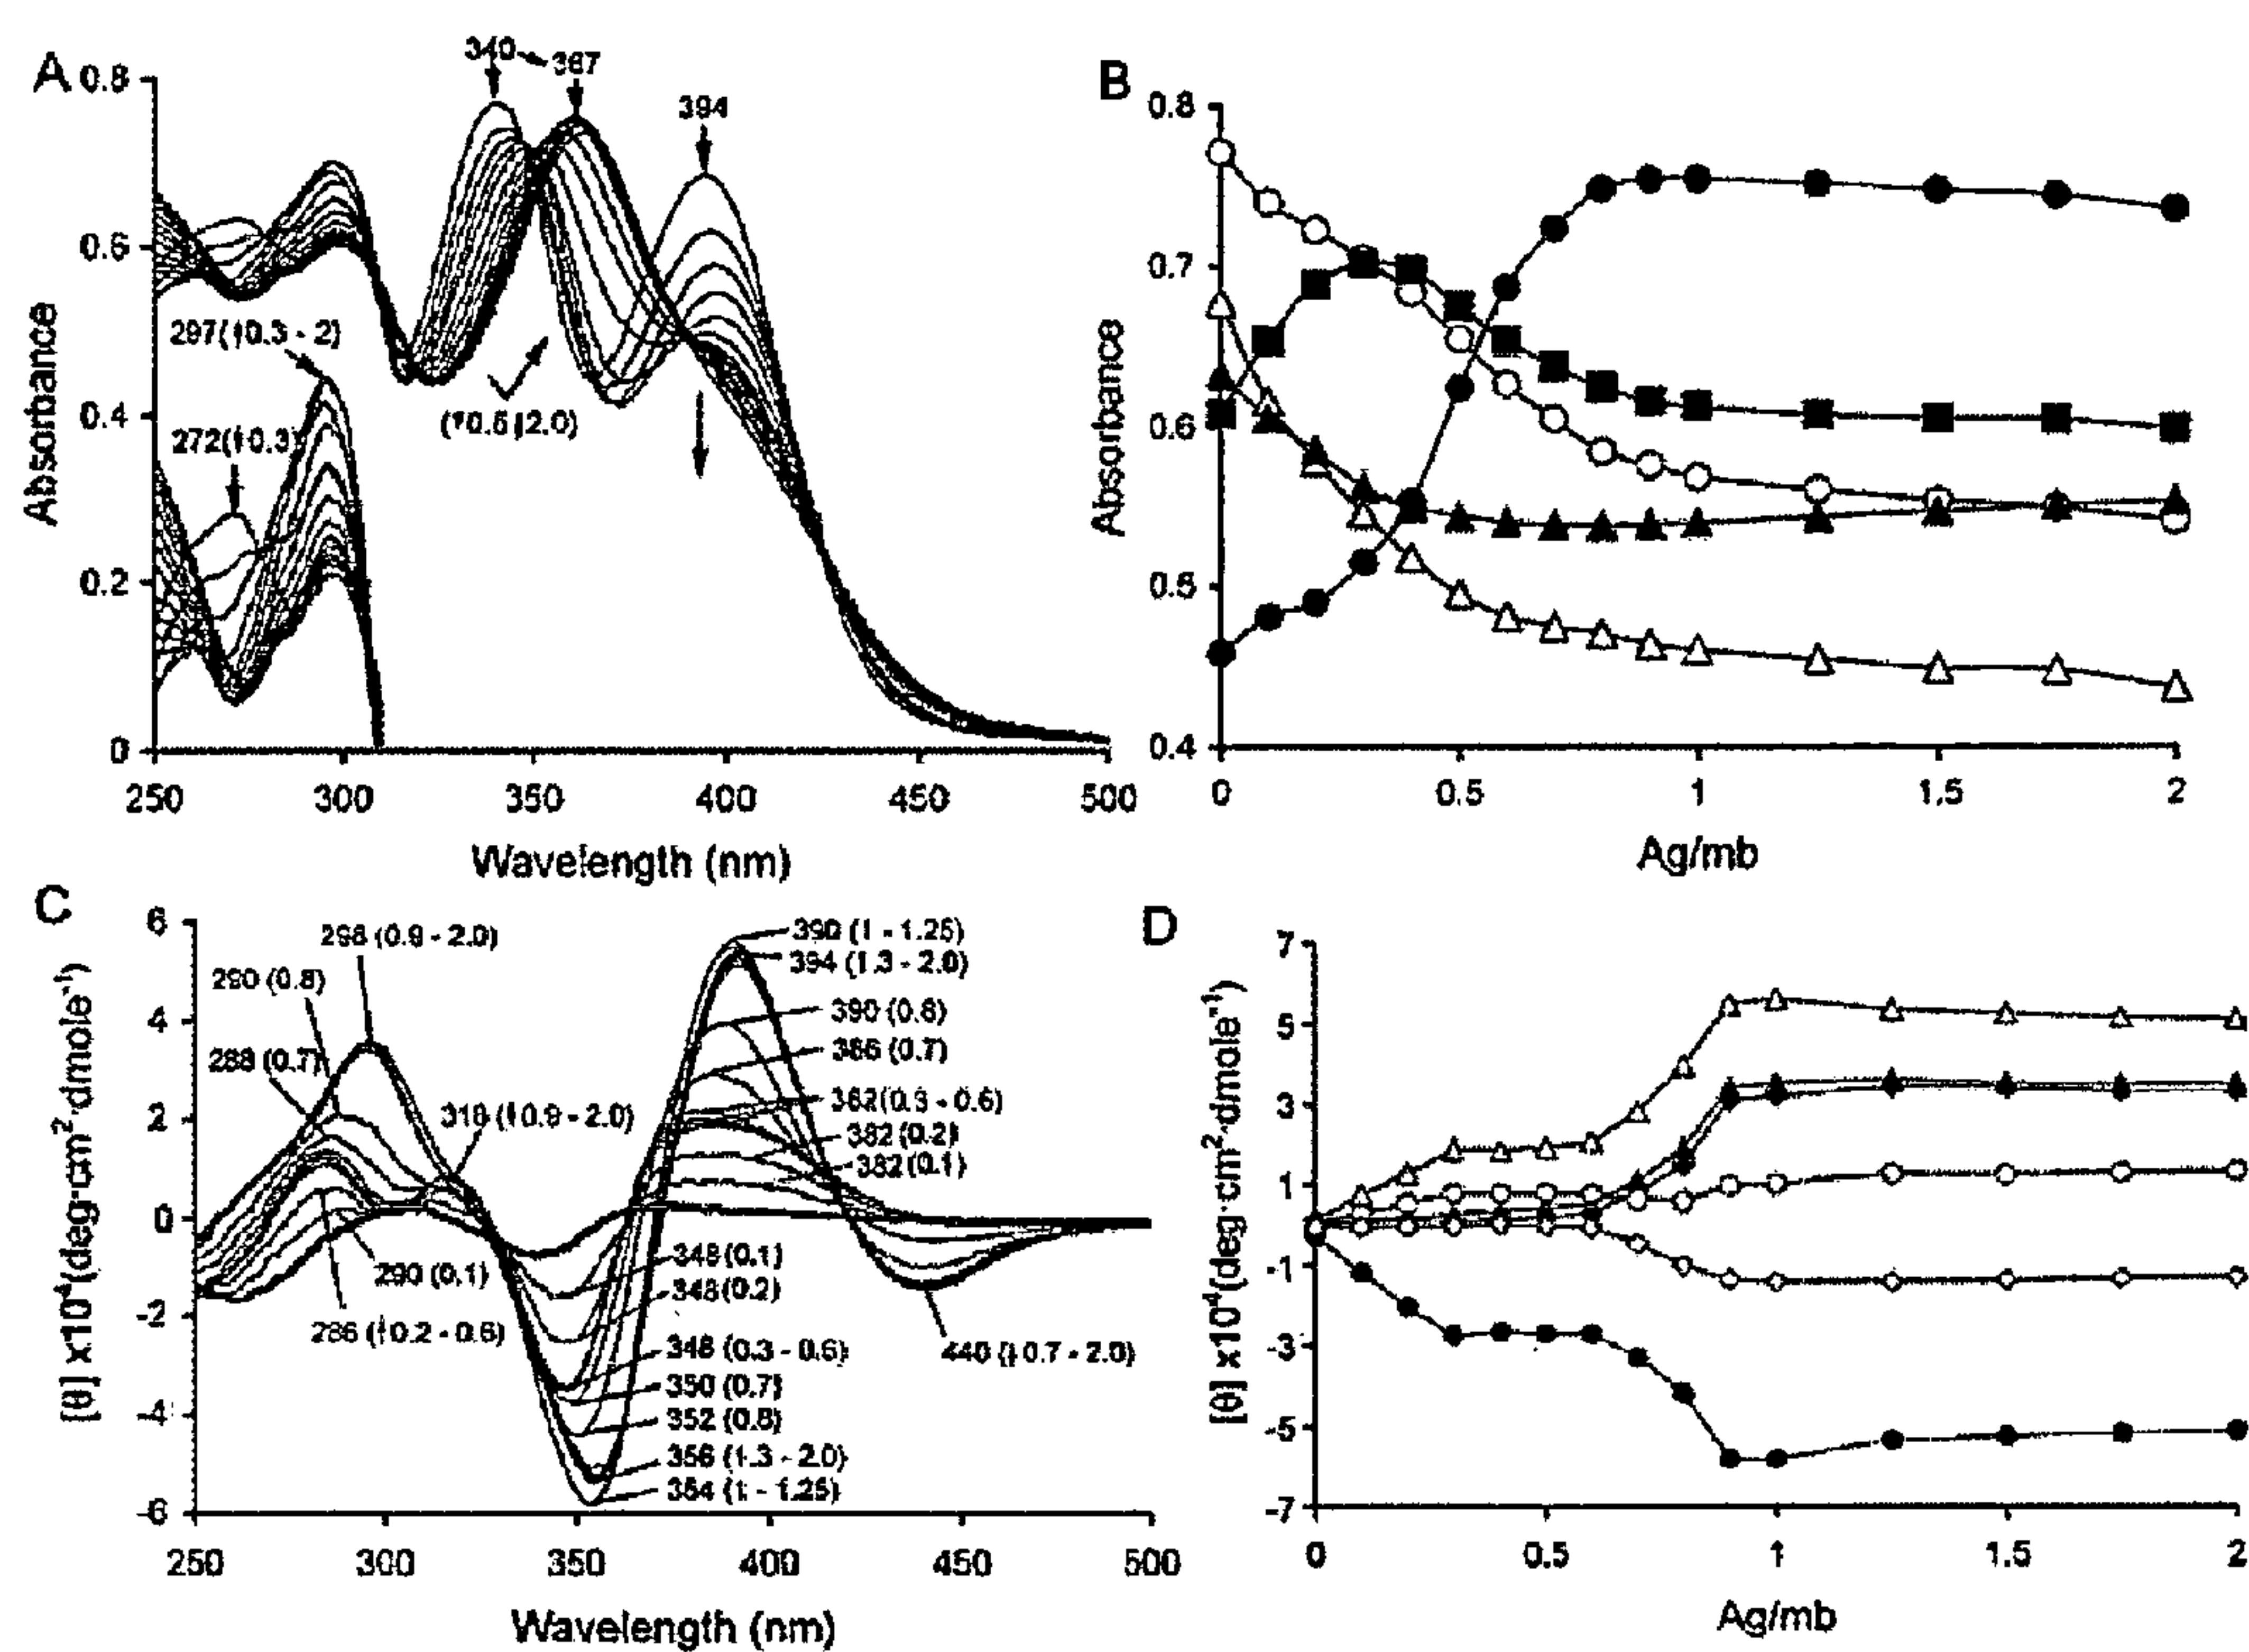 A
0.8
0.6
0.4
0.2
0
Absorbance
340
367
394
297(↑0.3 - 2)
272(↑0.3)
(↑0.5↓2.0)
250 300 350 400 450 500
Wavelength (nm)
B
0.8
0.7
0.6
0.5
0.4
Absorbance
0 0.5 1 1.5 2
Ag/mb
C
6
4
2
0
-2
-4
-6
[θ] x10⁴(deg·cm²·dmole⁻¹)
298 (0.9 - 2.0)
290 (0.8)
288 (0.7)
318 (↑0.9 - 2.0)
290 (0.1)
286 (↑0.2 - 0.6)
390 (1 - 1.25)
394 (1.3 - 2.0)
390 (0.8)
386 (0.7)
382(0.3 - 0.6)
382 (0.2)
382(0.1)
348 (0.1)
348(0.2)
348 (0.3 - 0.6)
350 (0.7)
352 (0.8)
356 (1.3 - 2.0)
354 (1 - 1.25)
440 (↓0.7 - 2.0)
250 300 350 400 450 500
Wavelength (nm)
D
7
5
3
1
-1
-3
-5
-7
[θ] x10⁴(deg·cm²·dmole⁻¹)
0 0.5 1 1.5 2
Ag/mb